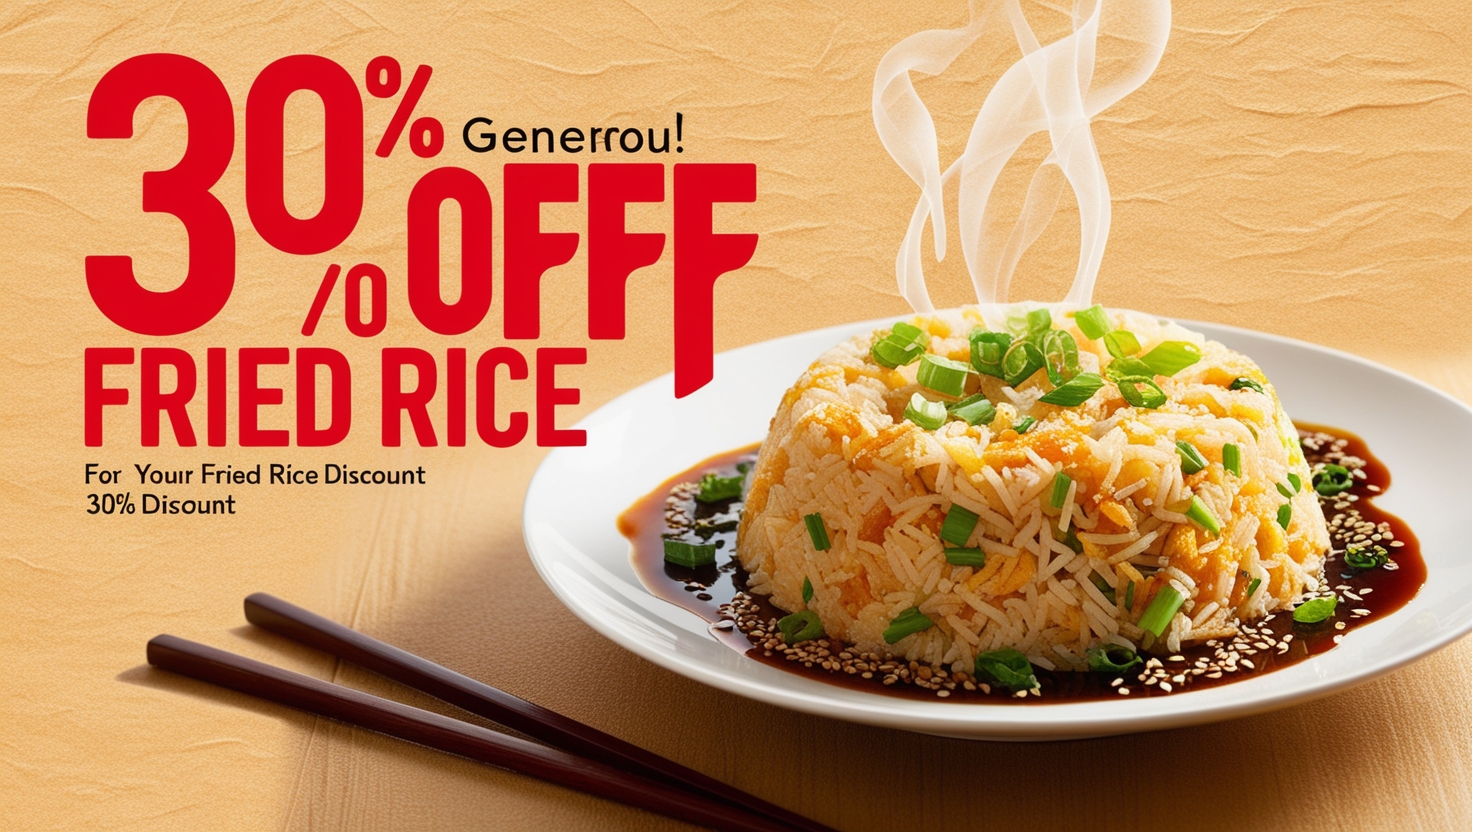 30%
Generrou!
%OFFF
FRIED RICE
For Your Fried Rice Discount
30% Disount